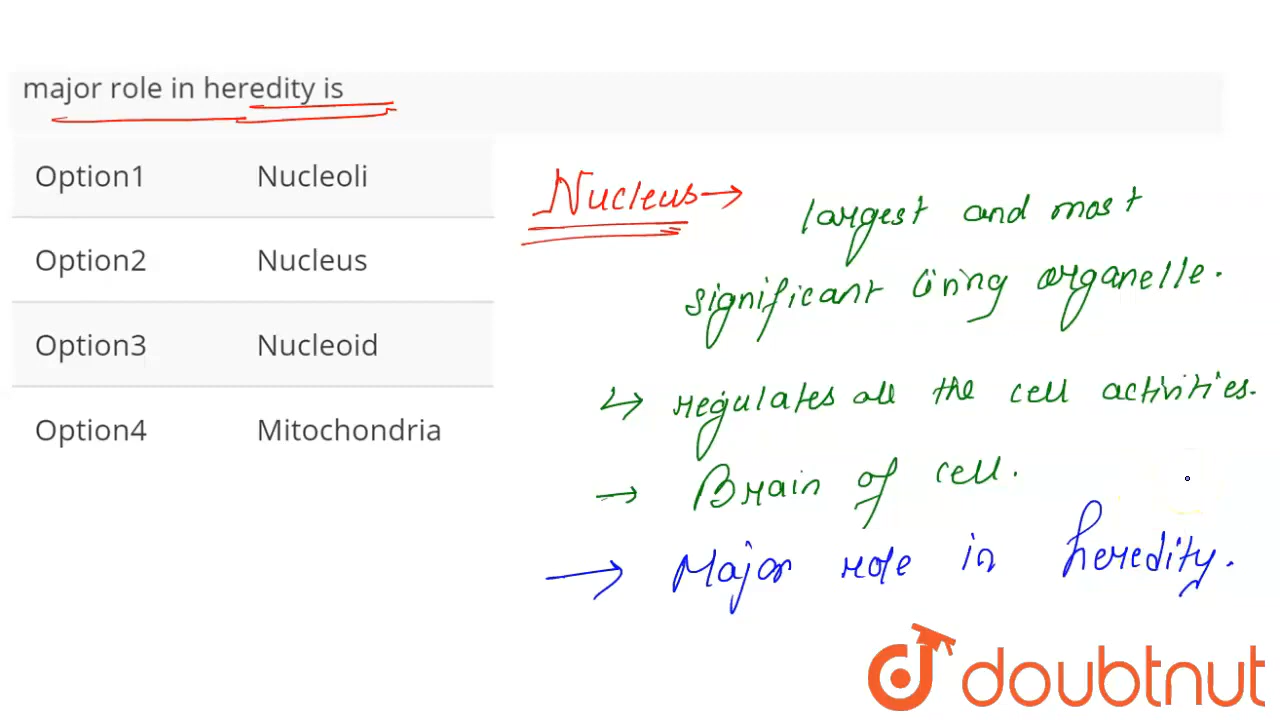 major role in heredity is
Option1 Nucleoli
Option2 Nucleus
Option3 Nucleoid
Option4 Mitochondria
Nucleus → largest and most
significant living organelle.
↳ regulates all the cell activities.
→ Brain of cell.
→ Major role in heredity.
doubtnut